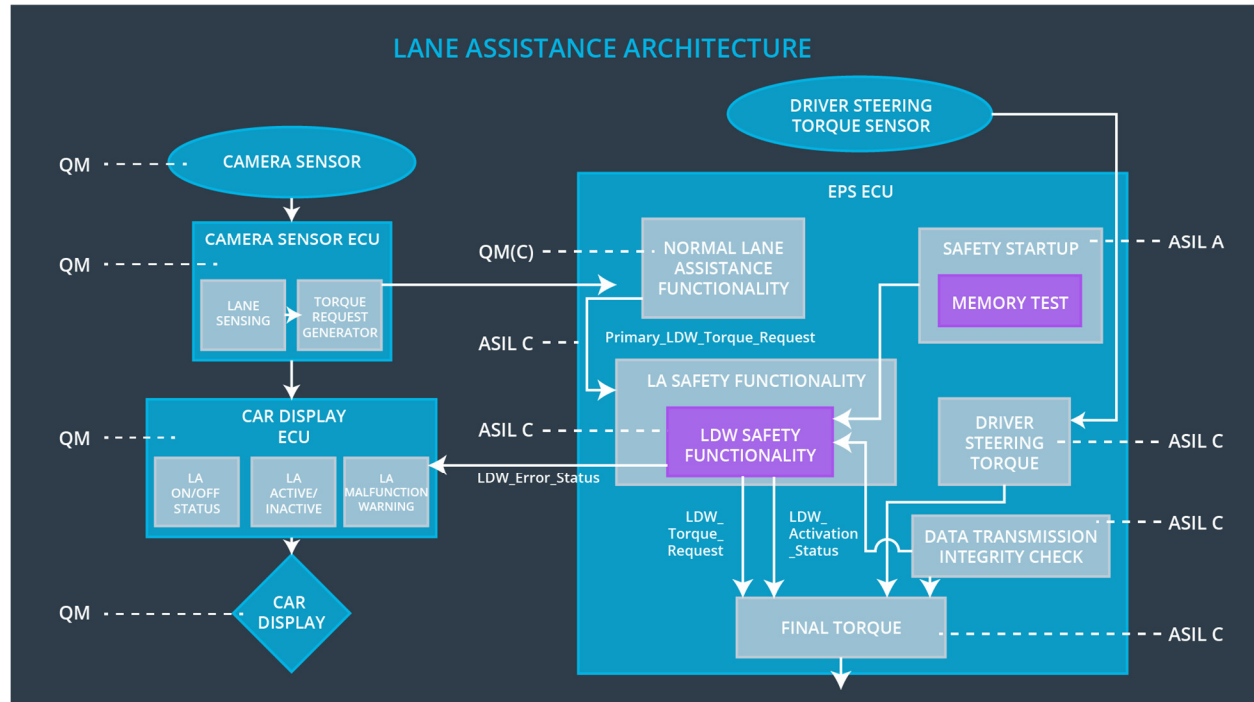 LANE ASSISTANCE ARCHITECTURE
DRIVER STEERING
TORQUE SENSOR
QM
CAMERA SENSOR
EPS ECU
CAMERA SENSOR ECU
QM
LANE
SENSING
TORQUE
REQUEST
GENERATOR
QM(C)
NORMAL LANE
ASSISTANCE
FUNCTIONALITY
SAFETY STARTUP
ASIL A
MEMORY TEST
ASIL C
Primary_LDW_Torque_Request
LA SAFETY FUNCTIONALITY
CAR DISPLAY
ECU
QM
LA
ON/OFF
STATUS
LA
ACTIVE/
INACTIVE
LA
MALFUNCTION
WARNING
ASIL C
LDW SAFETY
FUNCTIONALITY
DRIVER
STEERING
TORQUE
ASIL C
LDW_Error_Status
LDW_
Torque_
Request
LDW_
Activation
_Status
DATA TRANSMISSION
INTEGRITY CHECK
ASIL C
QM
CAR
DISPLAY
FINAL TORQUE
ASIL C